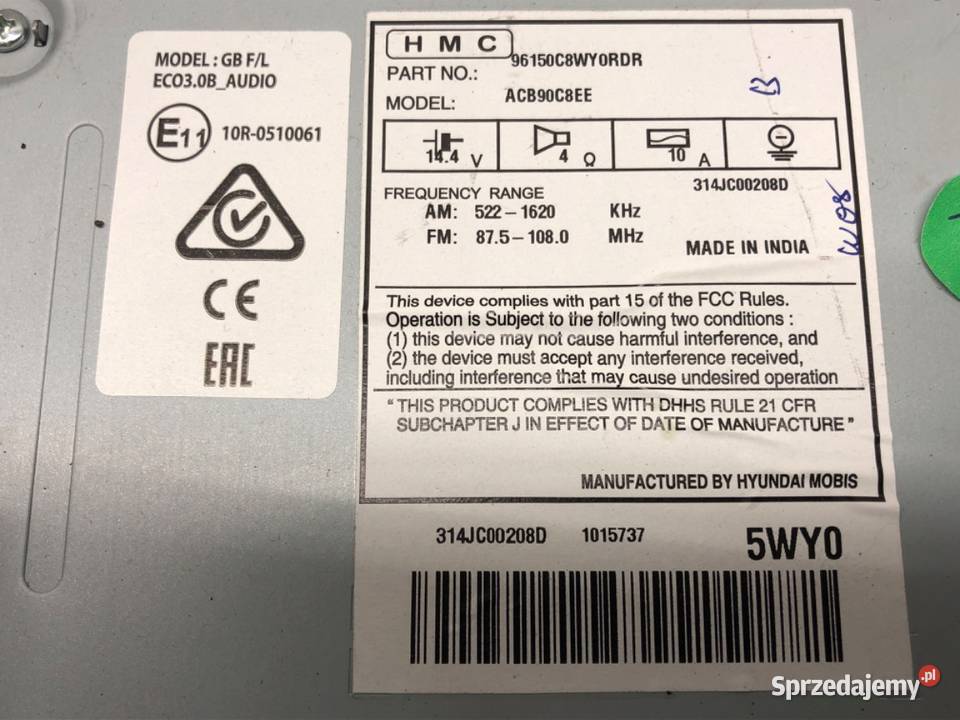 MODEL : GB F/L
ECO3.0B_AUDIO
E11 10R-0510061
CE
EAC
HMC
PART NO.: 96150C8WY0RDR
MODEL: ACB90C8EE
B
14.4 V
4 Ω
10 A
314JC00208D
FREQUENCY RANGE
AM: 522 – 1620 KHz
FM: 87.5 – 108.0 MHz
MADE IN INDIA
This device complies with part 15 of the FCC Rules.
Operation is Subject to the following two conditions :
(1) this device may not cause harmful interference, and
(2) the device must accept any interference received,
including interference that may cause undesired operation
"THIS PRODUCT COMPLIES WITH DHHS RULE 21 CFR
SUBCHAPTER J IN EFFECT OF DATE OF MANUFACTURE"
MANUFACTURED BY HYUNDAI MOBIS
314JC00208D 1015737 5WY0
Sprzedajemy.pl